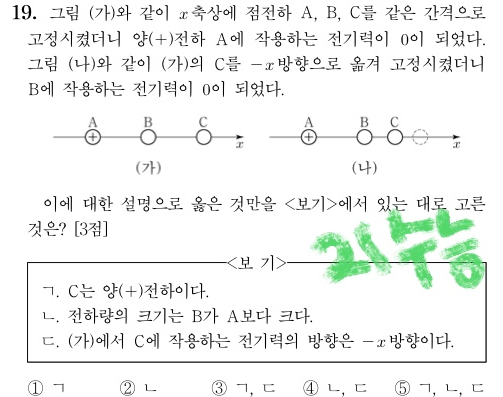 19. 그림 (가)와 같이 x축상에 점전하 A, B, C를 같은 간격으로
고정시켰더니 양(+)전하 A에 작용하는 전기력이 0이 되었다.
그림 (나)와 같이 (가)의 C를 -x방향으로 옮겨 고정시켰더니
B에 작용하는 전기력이 0이 되었다.
A B C A B C
+ x + x
(가) (나)
이에 대한 설명으로 옳은 것만을 <보기>에서 있는 대로 고른
것은? [3점]
21수능
<보 기>
ㄱ. C는 양(+)전하이다.
ㄴ. 전하량의 크기는 B가 A보다 크다.
ㄷ. (가)에서 C에 작용하는 전기력의 방향은 -x방향이다.
① ㄱ ② ㄴ ③ ㄱ, ㄷ ④ ㄴ, ㄷ ⑤ ㄱ, ㄴ, ㄷ